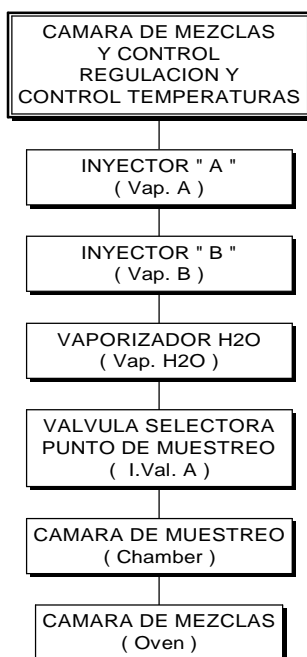 CAMARA DE MEZCLAS
Y CONTROL
REGULACION Y
CONTROL TEMPERATURAS
INYECTOR " A "
( Vap. A )
INYECTOR " B "
( Vap. B )
VAPORIZADOR H2O
( Vap. H2O )
VALVULA SELECTORA
PUNTO DE MUESTREO
( I.Val. A )
CAMARA DE MUESTREO
( Chamber )
CAMARA DE MEZCLAS
( Oven )